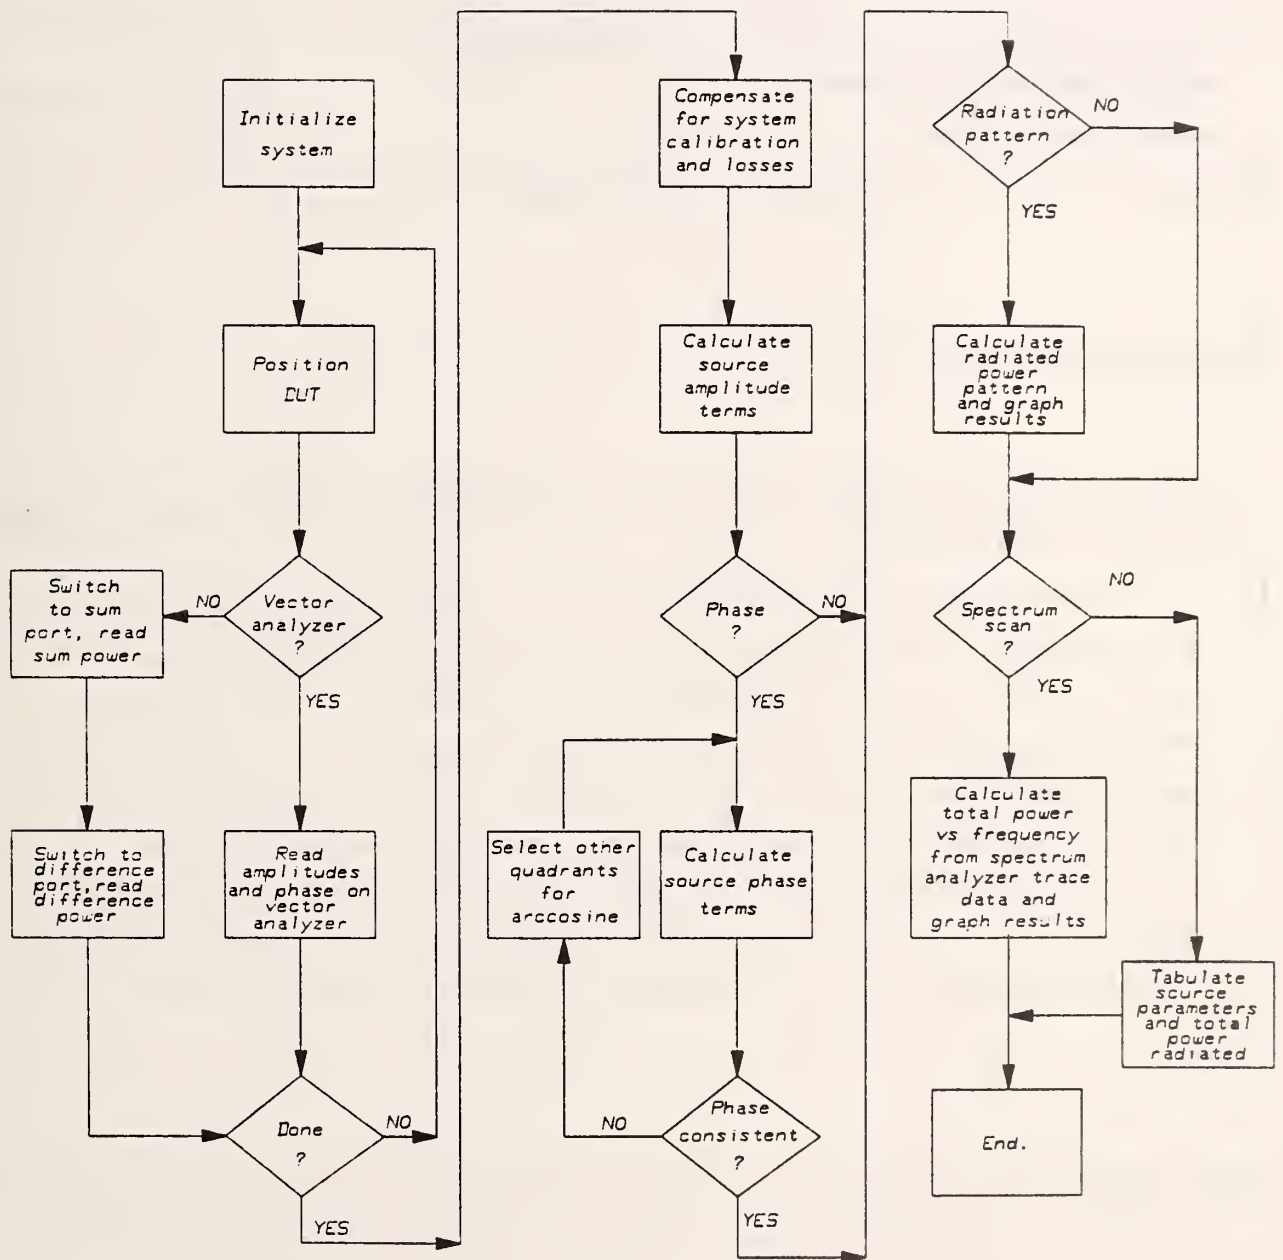 Initialize
system
Position
DUT
Vector
analyzer
?
NO
YES
Switch
to sum
port, read
sum power
Switch to
difference
port, read
difference
power
Read
amplitudes
and phase on
vector
analyzer
Done
?
NO
YES
Compensate
for system
calibration
and losses
Calculate
source
amplitude
terms
Phase
?
NO
YES
Select other
quadrants
for
arccosine
Calculate
source phase
terms
Phase
consistent
?
NO
YES
Radiation
pattern
?
NO
YES
Calculate
radiated
power
pattern
and graph
results
Spectrum
scan
?
NO
YES
Calculate
total power
vs frequency
from spectrum
analyzer trace
data and
graph results
Tabulate
source
parameters
and total
power
radiated
End.